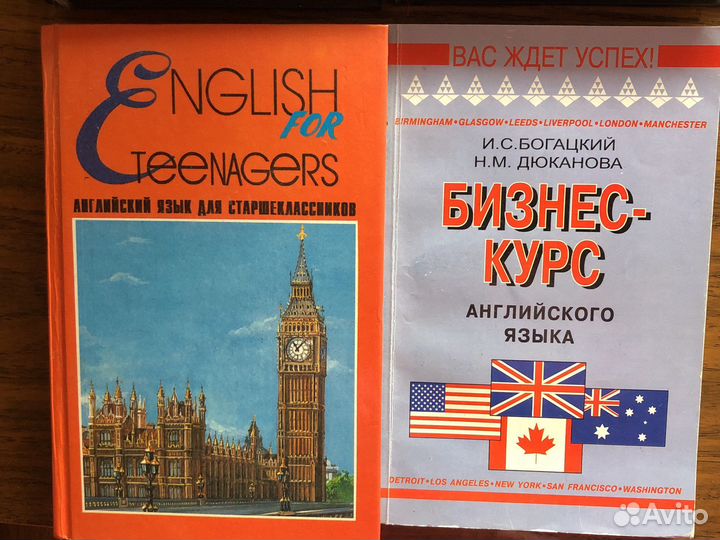 ENGLISH
FOR
TEENAGERS
АНГЛИЙСКИЙ ЯЗЫК ДЛЯ СТАРШЕКЛАССНИКОВ
ВАС ЖДЕТ УСПЕХ!
BIRMINGHAM•GLASGOW•LEEDS•LIVERPOOL•LONDON•MANCHESTER
И.С.БОГАЦКИЙ
Н.М. ДЮКАНОВА
БИЗНЕС-
КУРС
АНГЛИЙСКОГО
ЯЗЫКА
DETROIT•LOS ANGELES•NEW YORK•SAN FRANCISCO•WASHINGTON
Avito